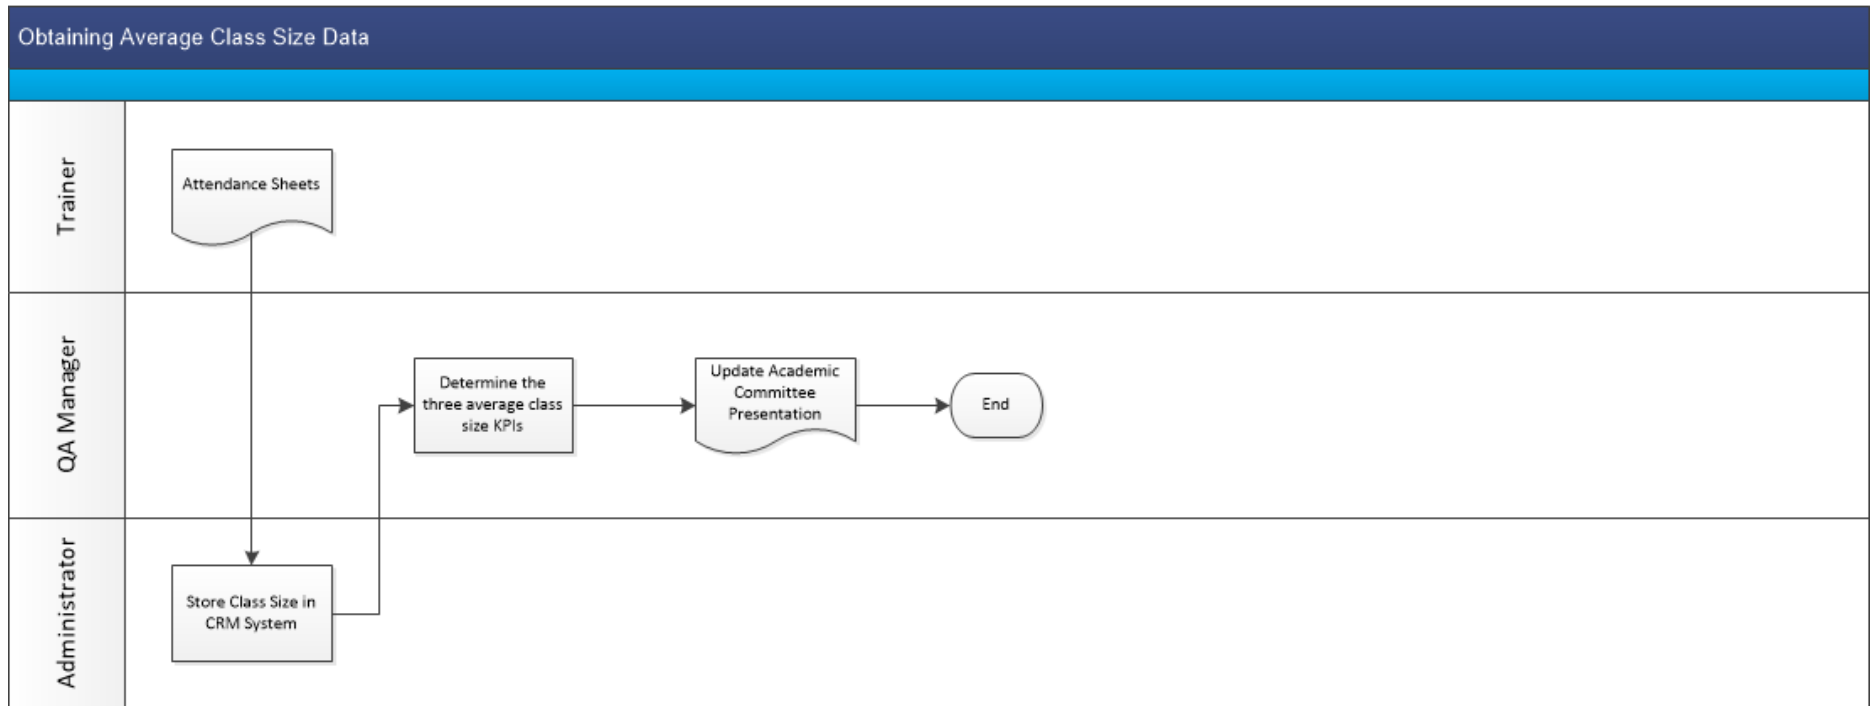 Obtaining Average Class Size Data
Trainer
Attendance Sheets
QA Manager
Determine the
three average class
size KPIs
Update Academic
Committee
Presentation
End
Administrator
Store Class Size in
CRM System